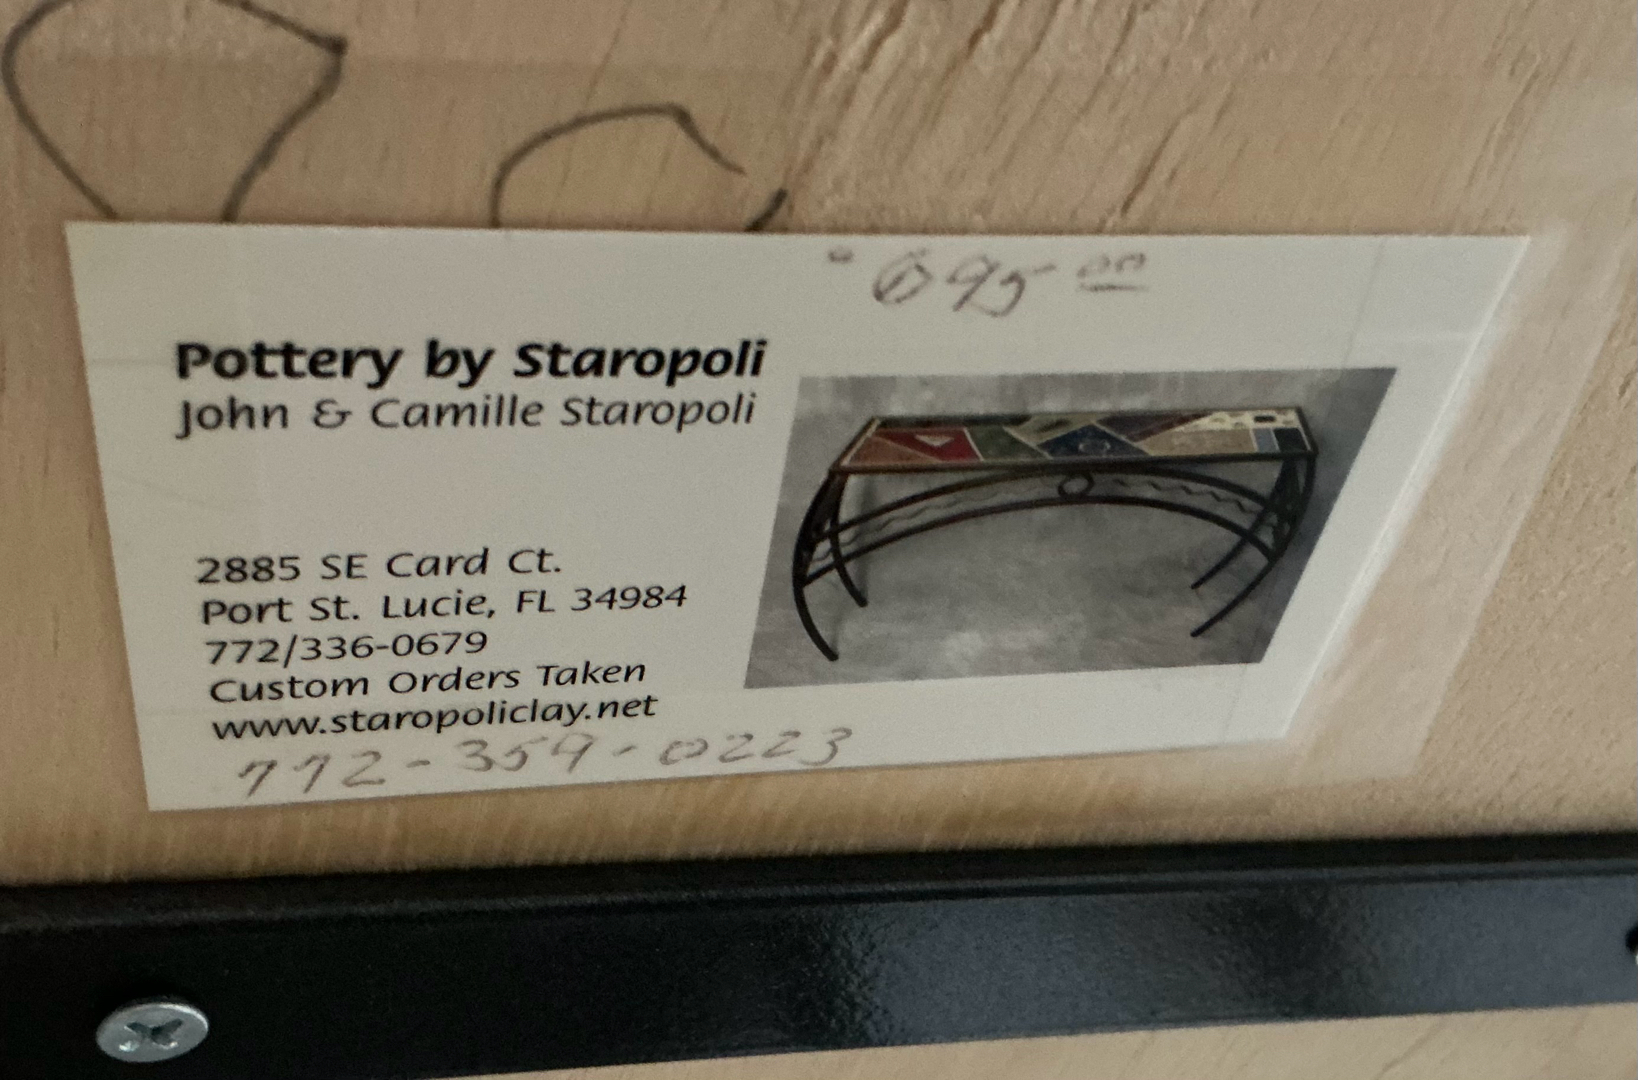 695 00
Pottery by Staropoli
John & Camille Staropoli
2885 SE Card Ct.
Port St. Lucie, FL 34984
772/336-0679
Custom Orders Taken
www.staropoliclay.net
772-359-0223